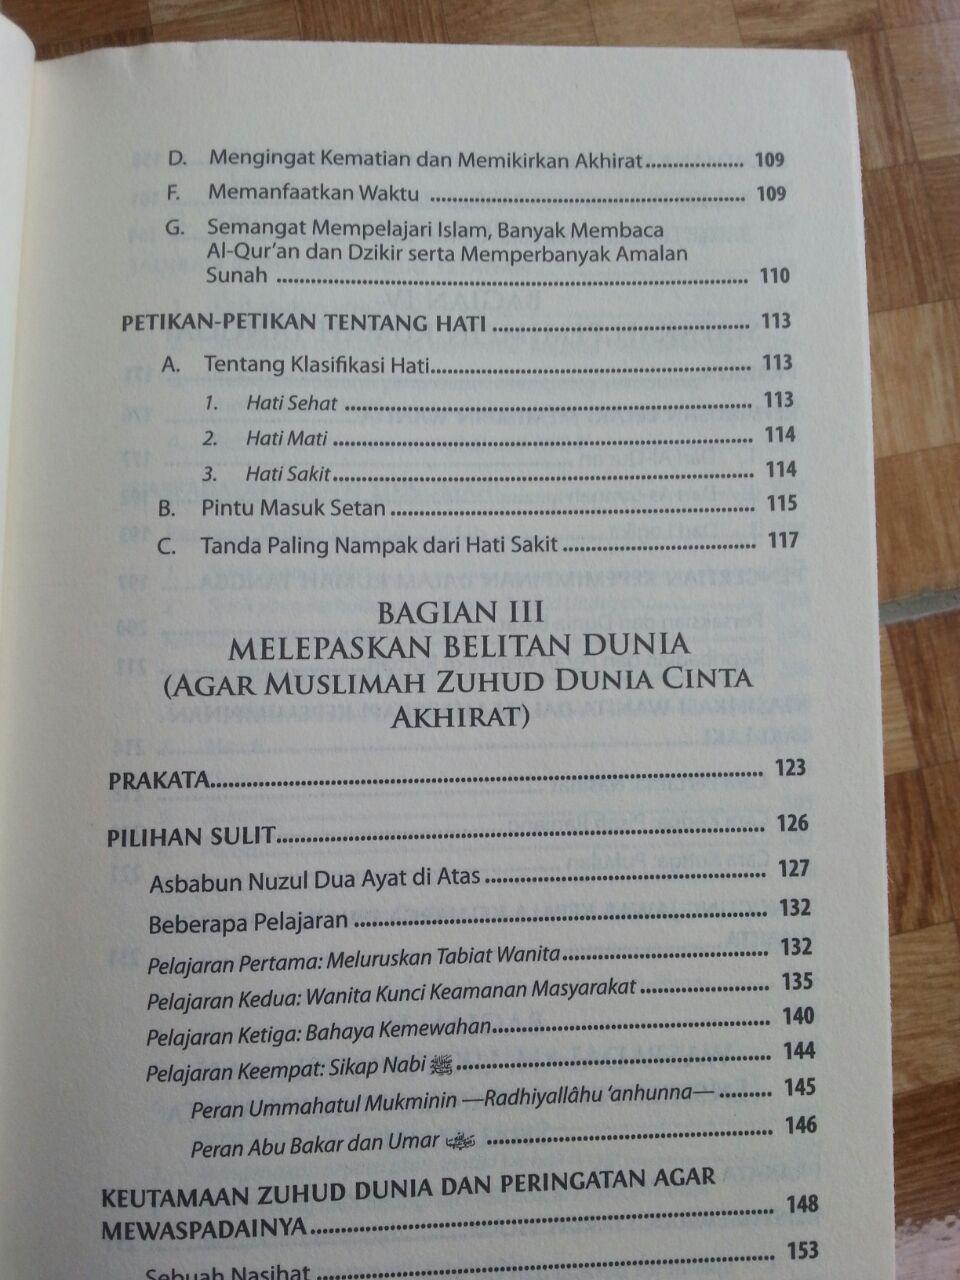 D. Mengingat Kematian dan Memikirkan Akhirat................... 109
F. Memanfaatkan Waktu ............................................................ 109
G. Semangat Mempelajari Islam, Banyak Membaca
Al-Qur'an dan Dzikir serta Memperbanyak Amalan
Sunah ........................................................................................... 110
PETIKAN-PETIKAN TENTANG HATI .................................................. 113
A. Tentang Klasifikasi Hati............................................................... 113
1. Hati Sehat ............................................................................... 113
2. Hati Mati ................................................................................. 114
3. Hati Sakit................................................................................. 114
B. Pintu Masuk Setan ....................................................................... 115
C. Tanda Paling Nampak dari Hati Sakit ..................................... 117
BAGIAN III
MELEPASKAN BELITAN DUNIA
(AGAR MUSLIMAH ZUHUD DUNIA CINTA
AKHIRAT)
PRAKATA........................................................................................................ 123
PILIHAN SULIT............................................................................................. 126
Asbabun Nuzul Dua Ayat di Atas ..................................................... 127
Beberapa Pelajaran ............................................................................... 132
Pelajaran Pertama: Meluruskan Tabiat Wanita....................................... 132
Pelajaran Kedua: Wanita Kunci Keamanan Masyarakat ........................ 135
Pelajaran Ketiga: Bahaya Kemewahan.................................................... 140
Pelajaran Keempat: Sikap Nabi ﷺ........................................................... 144
Peran Ummahatul Mukminin —Radhiyallâhu 'anhunna— ......... 145
Peran Abu Bakar dan Umar ...................................................... 146
KEUTAMAAN ZUHUD DUNIA DAN PERINGATAN AGAR
MEWASPADAINYA........................................................................................ 148
Sebuah Nasihat ....................................................................................... 153